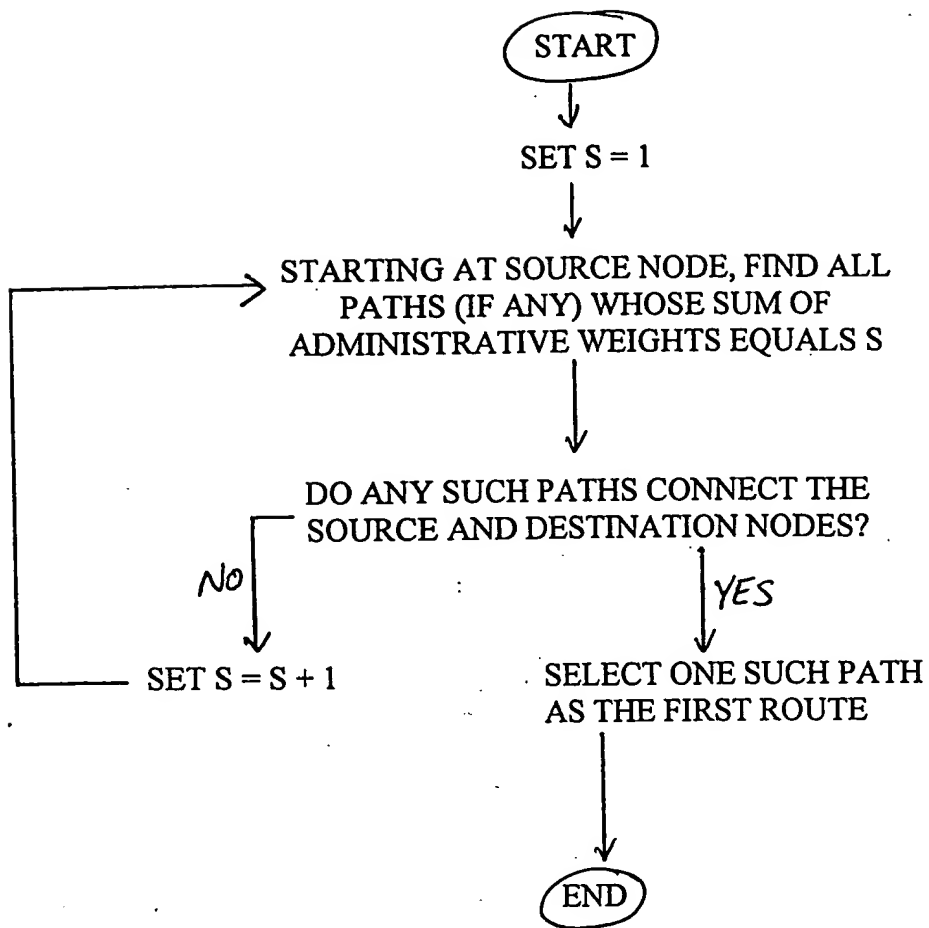 START
SET S = 1
STARTING AT SOURCE NODE, FIND ALL
PATHS (IF ANY) WHOSE SUM OF
ADMINISTRATIVE WEIGHTS EQUALS S
DO ANY SUCH PATHS CONNECT THE
SOURCE AND DESTINATION NODES?
NO
YES
SET S = S + 1
SELECT ONE SUCH PATH
AS THE FIRST ROUTE
END